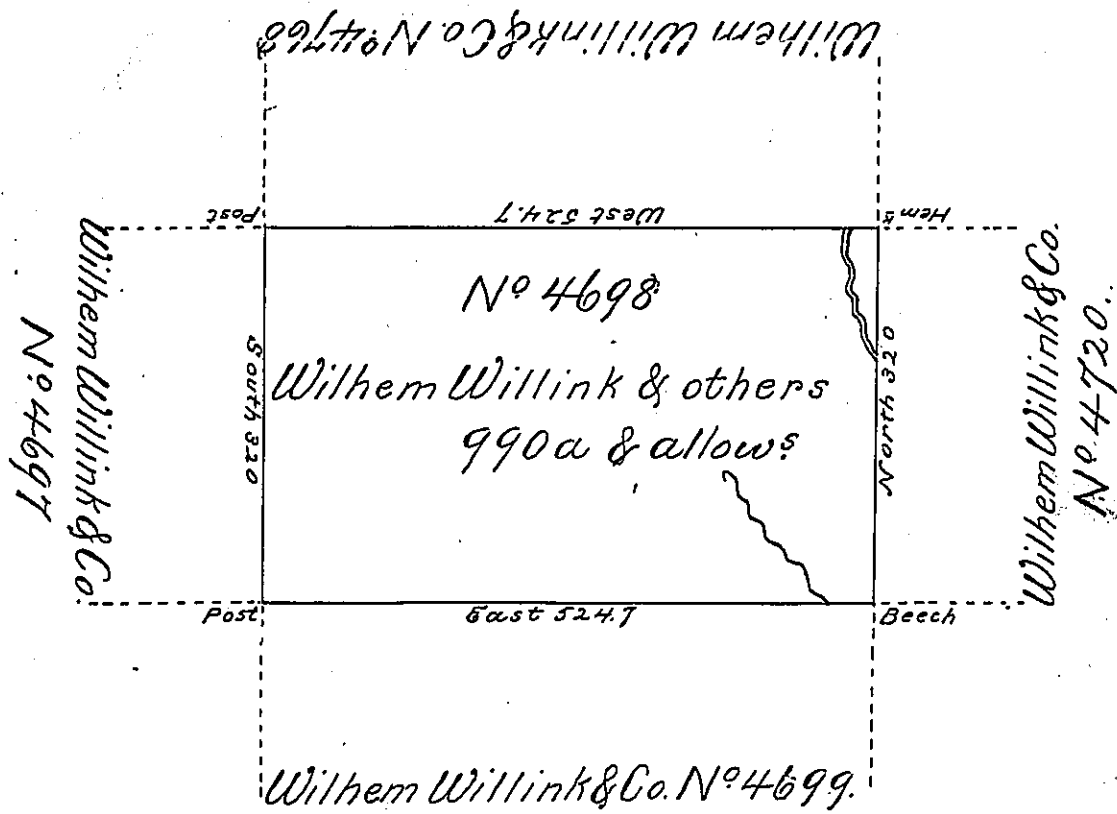 Wilhem Willink & Co. Nº 4768
Post
West 524.7
Hemk
Wilhem Willink & Co
Nº 4697
South 320
Nº 4698
Wilhem Willink & others
990a & allows
North 320
Wilhem Willink & Co.
Nº 4720.
Post
East 524.7
Beech
Wilhem Willink & Co. Nº 4699.